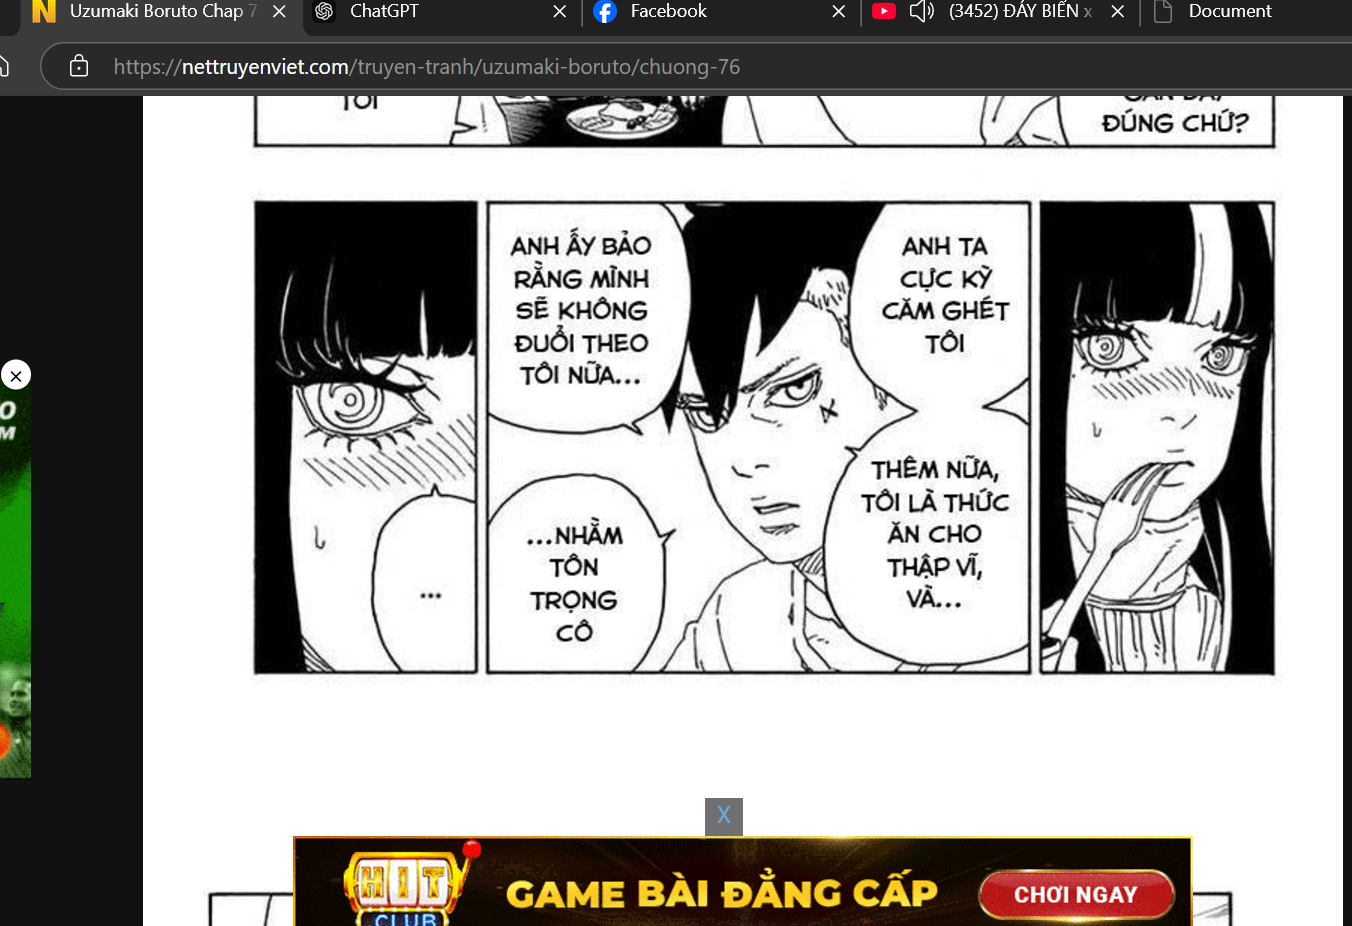 Uzumaki Boruto Chap 7
ChatGPT
Facebook
(3452) ĐÁY BIỂN x
Document
https://nettruyenviet.com/truyen-tranh/uzumaki-boruto/chuong-76
TÔI
ĐÚNG CHỨ?
ANH TA
CỰC KỲ
CĂM GHÉT
TÔI
THÊM NỮA,
TÔI LÀ THỨC
ĂN CHO
THẬP VĨ,
VÀ...
ANH ẤY BẢO
RẰNG MÌNH
SẼ KHÔNG
ĐUỔI THEO
TÔI NỮA...
...NHẰM
TÔN
TRỌNG
CÔ
...
X
HIT
CLUB
GAME BÀI ĐẲNG CẤP
CHƠI NGAY